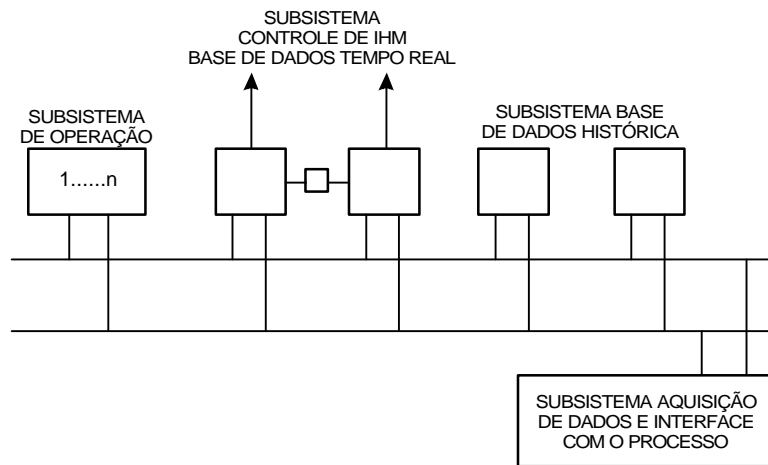 SUBSISTEMA
CONTROLE DE IHM
BASE DE DADOS TEMPO REAL
SUBSISTEMA
DE OPERAÇÃO
SUBSISTEMA BASE
DE DADOS HISTÓRICA
1......n
SUBSISTEMA AQUISIÇÃO
DE DADOS E INTERFACE
COM O PROCESSO